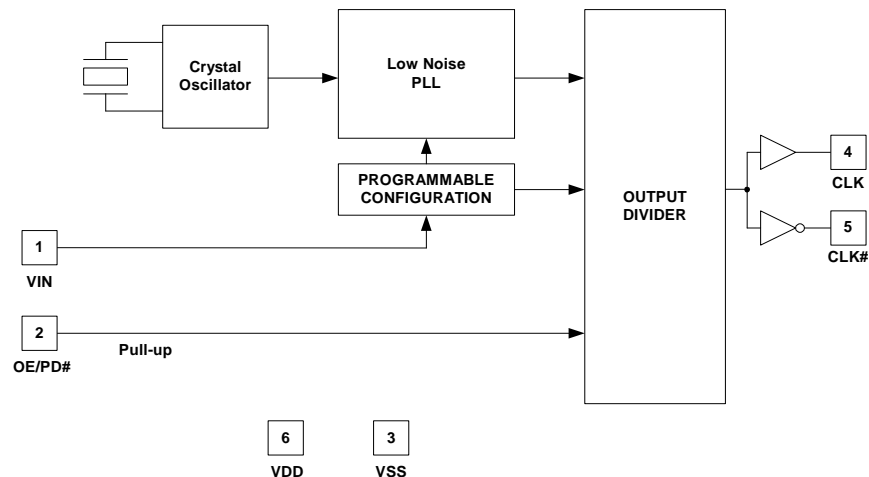 Crystal
Oscillator
Low Noise
PLL
PROGRAMMABLE
CONFIGURATION
OUTPUT
DIVIDER
4
CLK
5
CLK#
1
VIN
2
OE/PD#
Pull-up
6
VDD
3
VSS